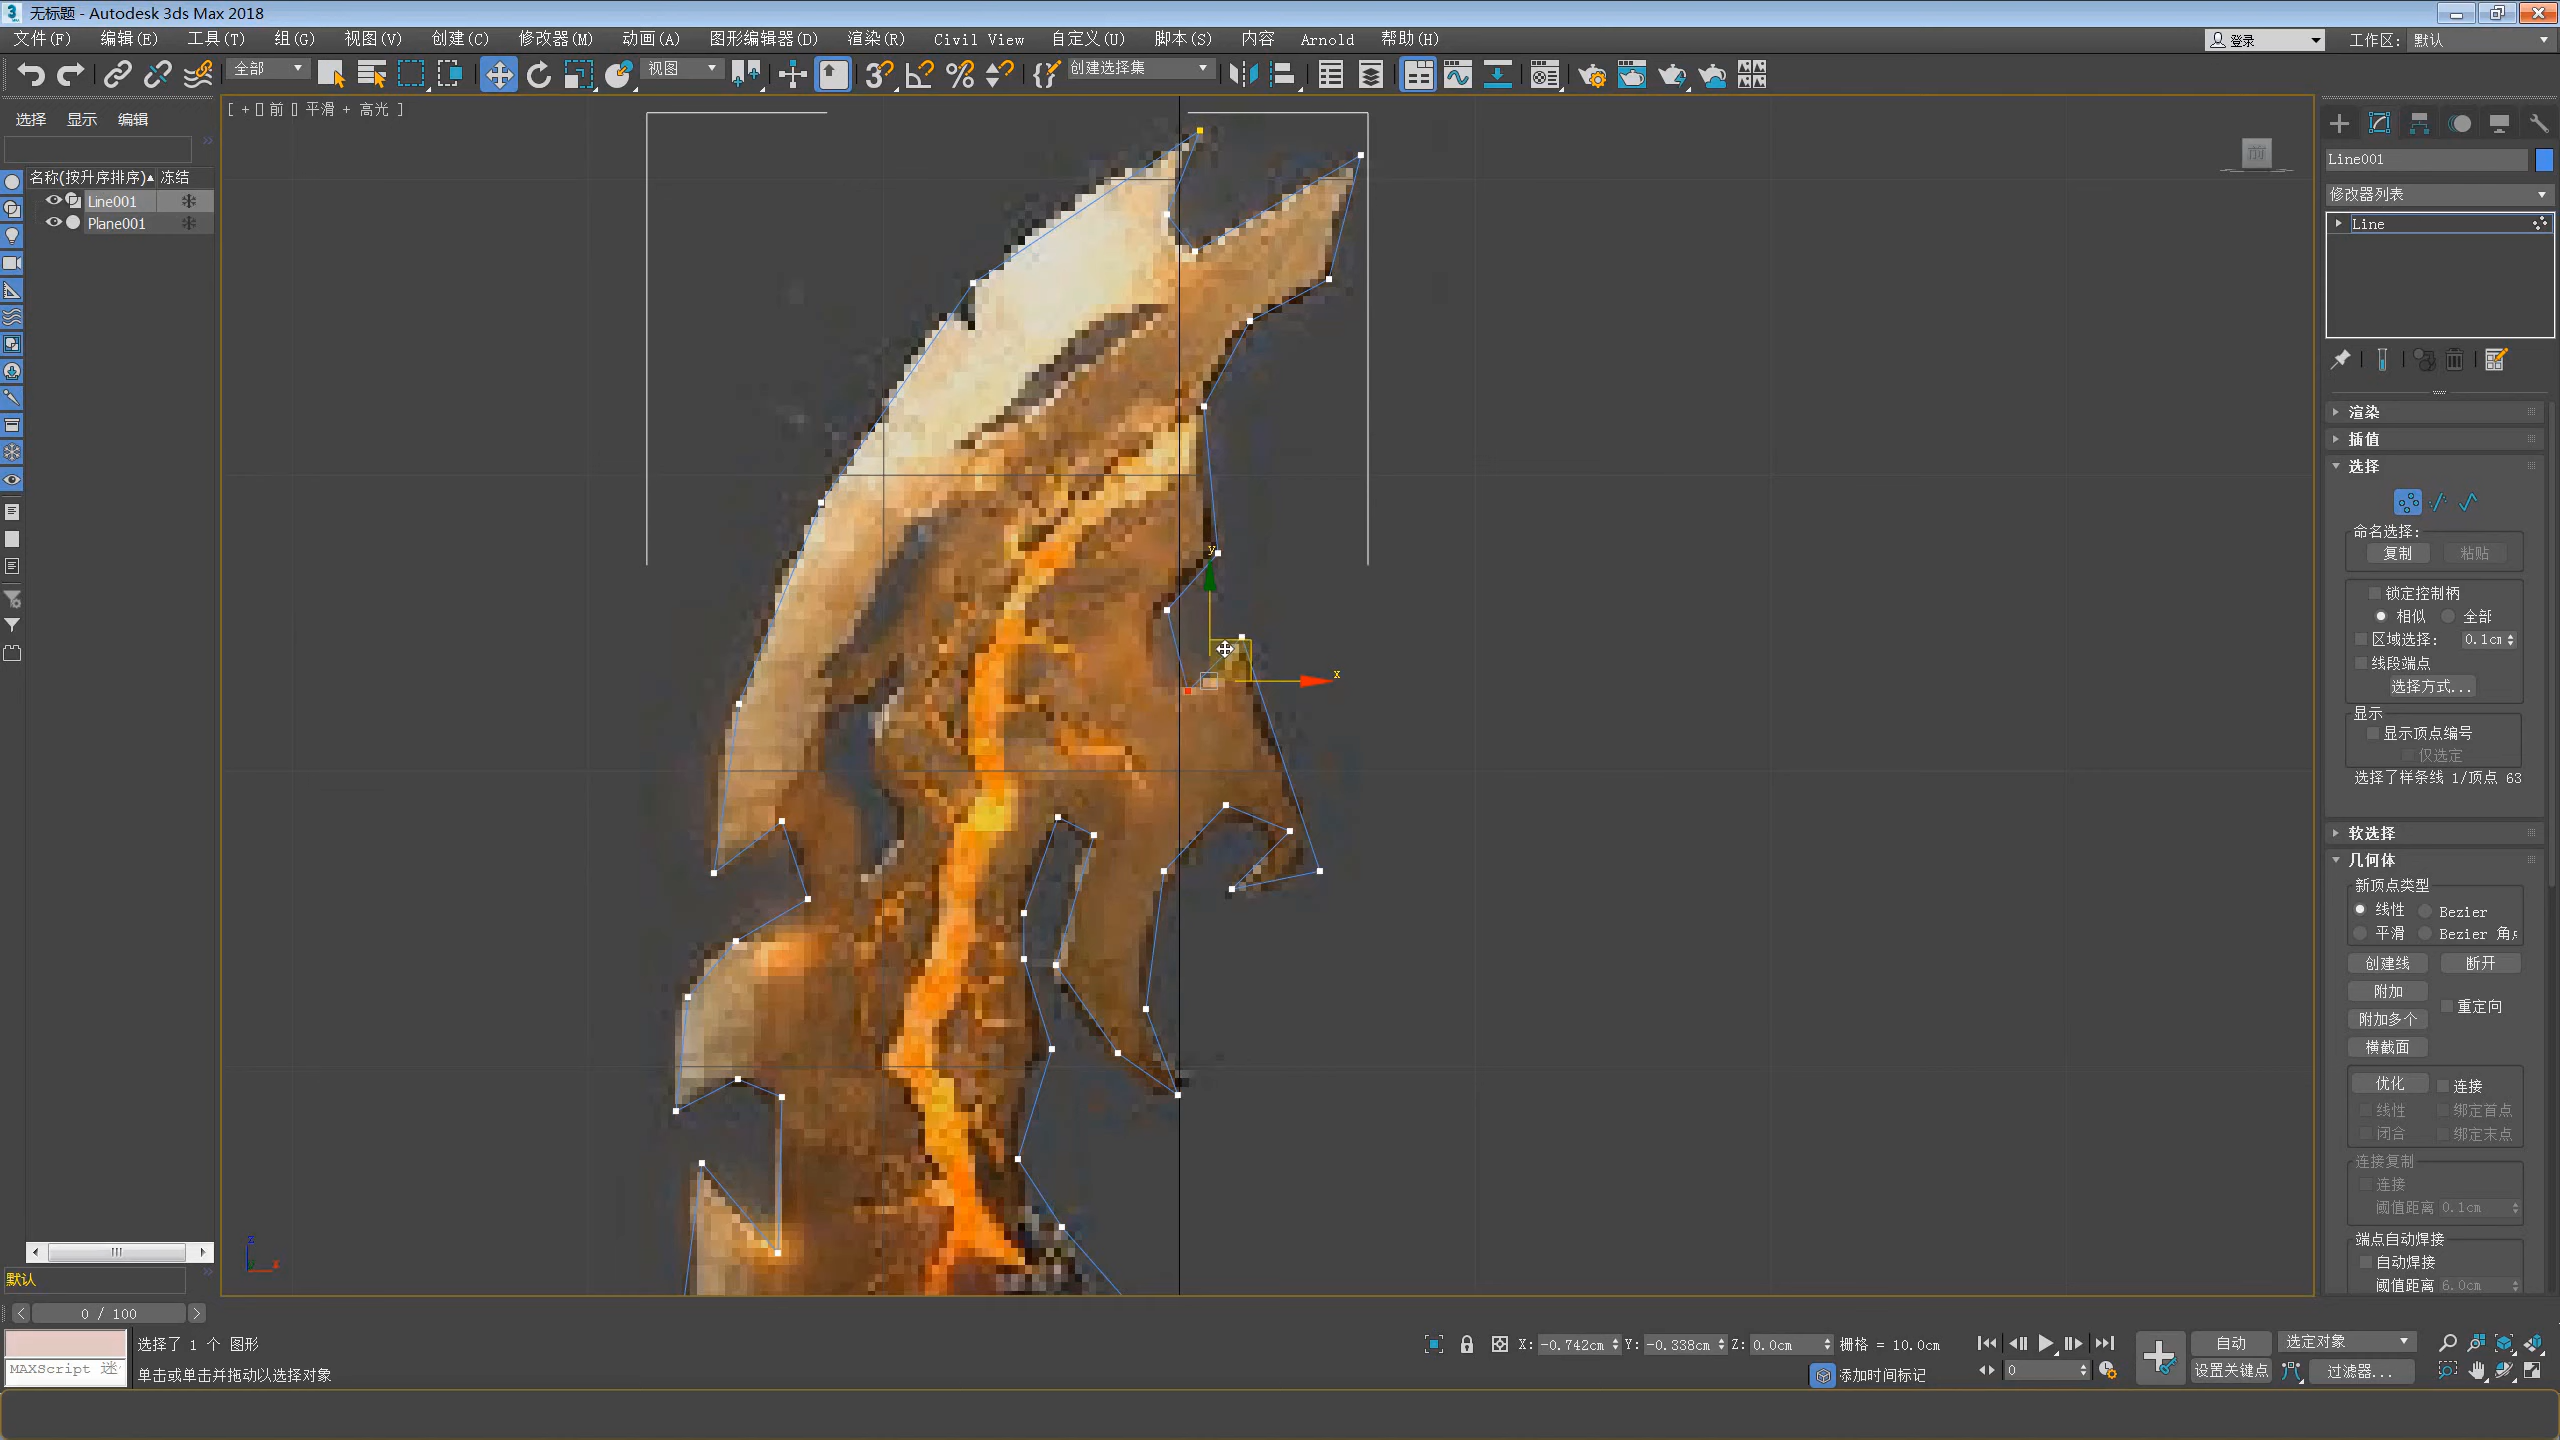 无标题 - Autodesk 3ds Max 2018
文件(F) 编辑(E) 工具(T) 组(G) 视图(V) 创建(C) 修改器(M) 动画(A) 图形编辑器(D) 渲染(R) Civil View 自定义(U) 脚本(S) 内容 Arnold 帮助(H) 登录 工作区: 默认
全部 视图 创建选择集
选择 显示 编辑
[ + ▯ 前 ▯ 平滑 + 高光 ]
前
Line001
名称(按升序排序) 冻结
Line001
Plane001
修改器列表
Line
渲染
插值
选择
命名选择:
复制 粘贴
锁定控制柄
相似 全部
区域选择: 0.1cm
线段端点
选择方式...
显示
显示顶点编号
仅选定
选择了样条线 1/顶点 63
y
x
软选择
几何体
新顶点类型
线性 Bezier
平滑 Bezier 角点
创建线 断开
附加
重定向
附加多个
横截面
优化 连接
线性 绑定首点
闭合 绑定末点
连接复制
连接
阈值距离 0.1cm
端点自动焊接
自动焊接
阈值距离 6.0cm
z
x
默认
0 / 100
选择了 1 个 图形
X: -0.742cm Y: -0.338cm Z: 0.0cm 栅格 = 10.0cm
自动 选定对象
MAXScript 迷
单击或单击并拖动以选择对象
添加时间标记
0
设置关键点 过滤器...